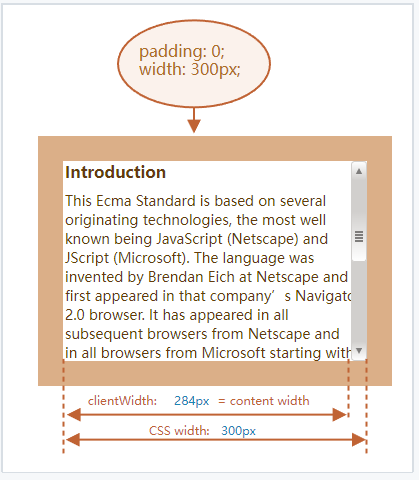 padding: 0;
width: 300px;
Introduction
This Ecma Standard is based on several
originating technologies, the most well
known being JavaScript (Netscape) and
JScript (Microsoft). The language was
invented by Brendan Eich at Netscape and
first appeared in that company’s Navigato
2.0 browser. It has appeared in all
subsequent browsers from Netscape and
in all browsers from Microsoft starting with
clientWidth: 284px = content width
CSS width: 300px